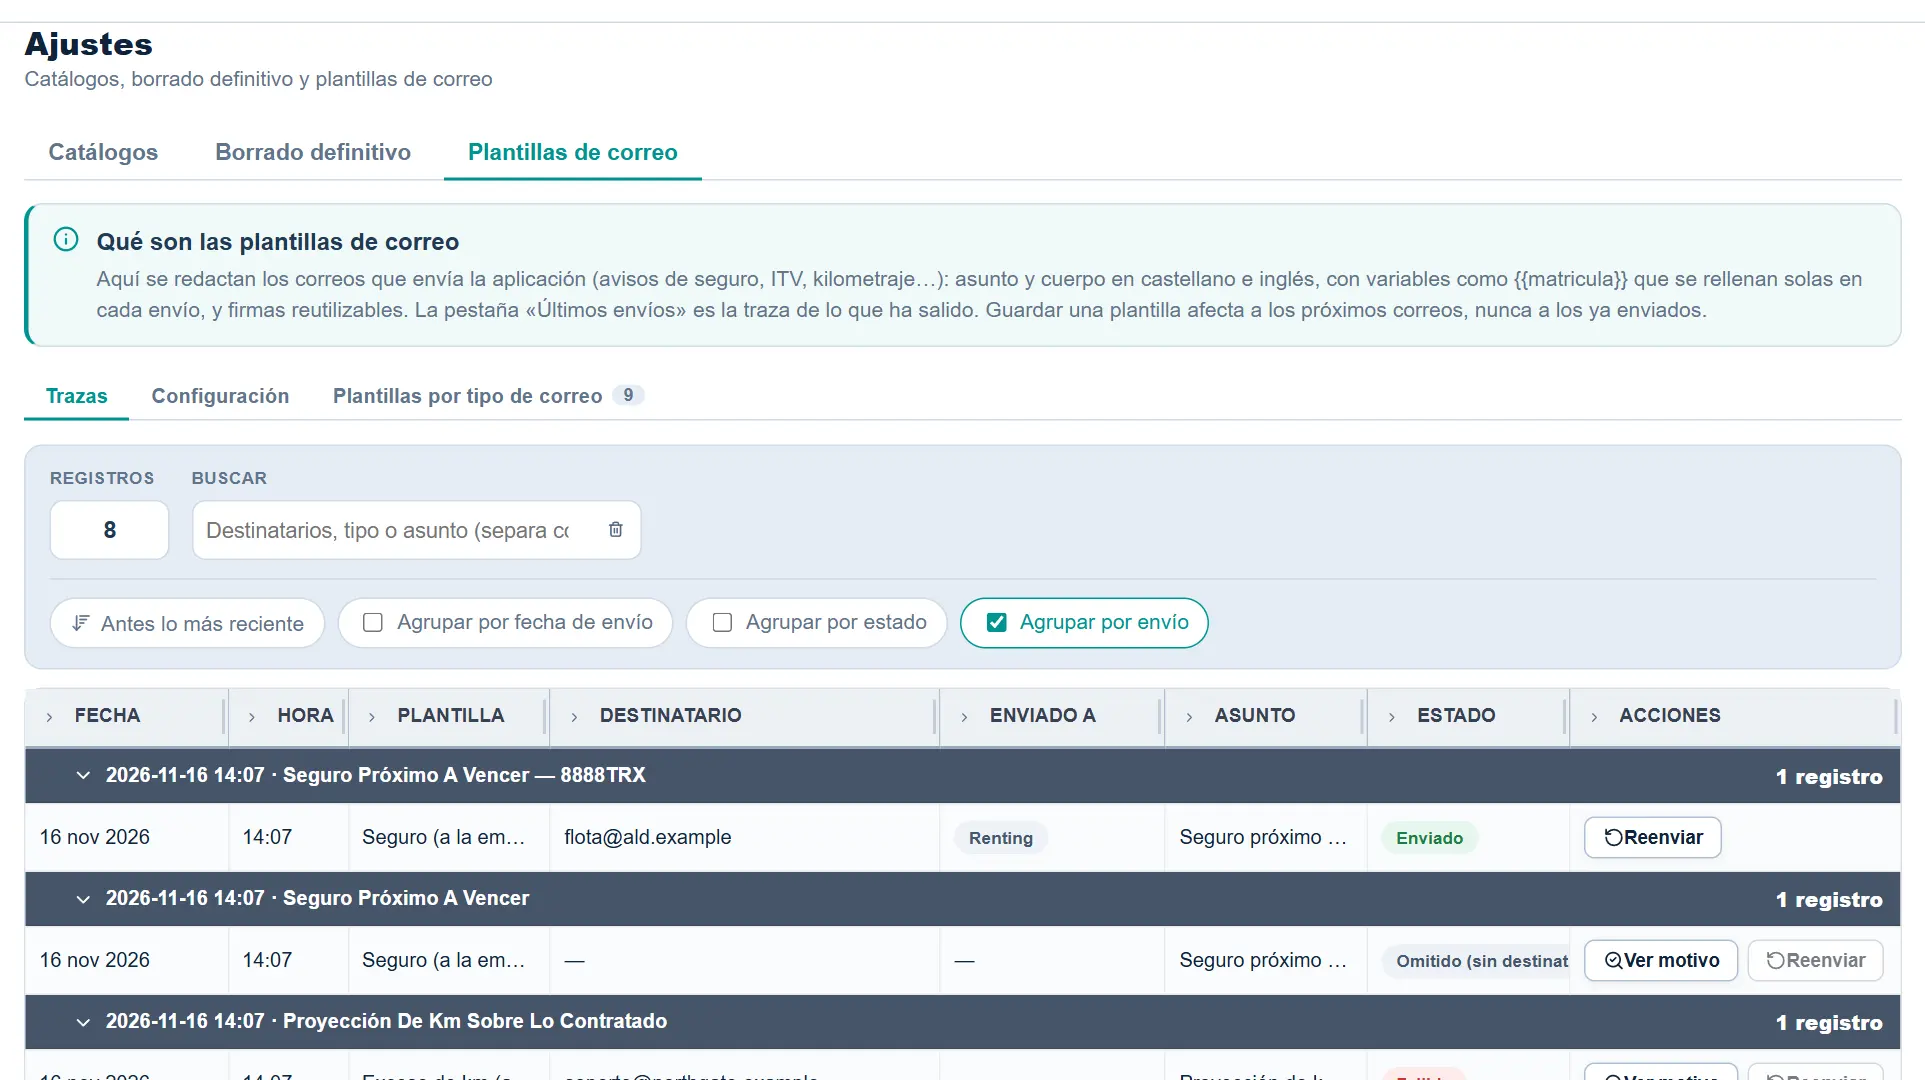 Ajustes
Catálogos, borrado definitivo y plantillas de correo
Catálogos Borrado definitivo Plantillas de correo
Qué son las plantillas de correo
Aquí se redactan los correos que envía la aplicación (avisos de seguro, ITV, kilometraje…): asunto y cuerpo en castellano e inglés, con variables como {{matricula}} que se rellenan solas en
cada envío, y firmas reutilizables. La pestaña «Últimos envíos» es la traza de lo que ha salido. Guardar una plantilla afecta a los próximos correos, nunca a los ya enviados.
Trazas Configuración Plantillas por tipo de correo 9
REGISTROS BUSCAR
8 Destinatarios, tipo o asunto (separa co
Antes lo más reciente Agrupar por fecha de envío Agrupar por estado Agrupar por envío
FECHA HORA PLANTILLA DESTINATARIO ENVIADO A ASUNTO ESTADO ACCIONES
2026-11-16 14:07 · Seguro Próximo A Vencer — 8888TRX 1 registro
16 nov 2026 14:07 Seguro (a la em… flota@ald.example Renting Seguro próximo … Enviado Reenviar
2026-11-16 14:07 · Seguro Próximo A Vencer 1 registro
16 nov 2026 14:07 Seguro (a la em… — — Seguro próximo … Omitido (sin destinat Ver motivo Reenviar
2026-11-16 14:07 · Proyección De Km Sobre Lo Contratado 1 registro
16 nov 2026 14:07